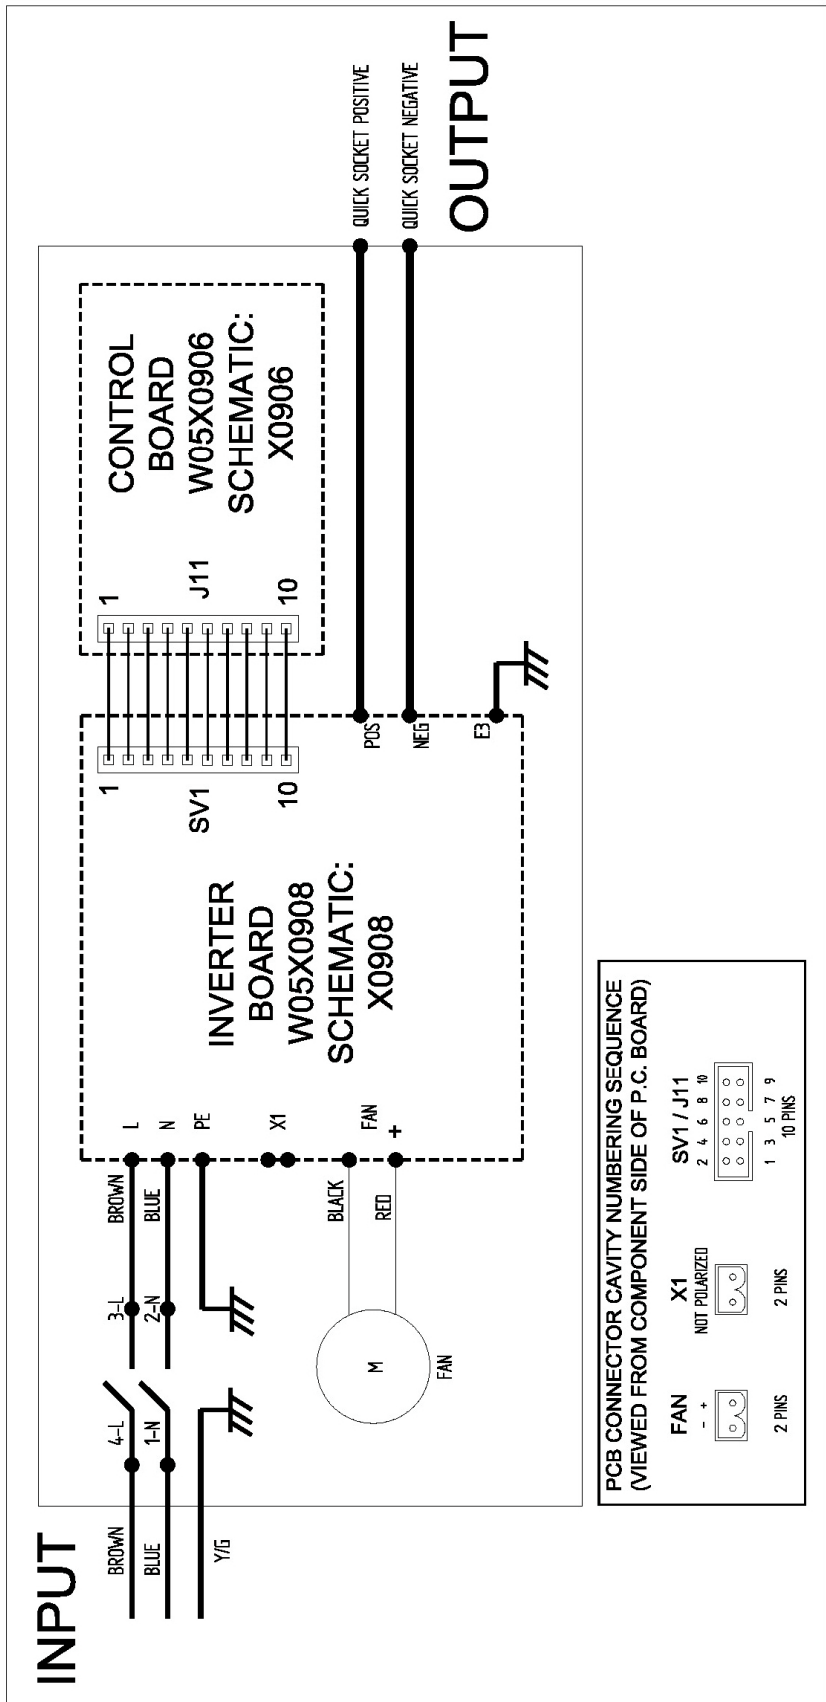 INPUT
BROWN
BLUE
Y/G
4-L
1-N
3-L
2-N
BROWN
BLUE
L
N
PE
X1
FAN
+
BLACK
RED
M
FAN
INVERTER
BOARD
W05X0908
SCHEMATIC:
X0908
1
SV1
10
1
J11
10
CONTROL
BOARD
W05X0906
SCHEMATIC:
X0906
POS
NEG
E3
QUICK SOCKET POSITIVE
QUICK SOCKET NEGATIVE
OUTPUT
PCB CONNECTOR CAVITY NUMBERING SEQUENCE
(VIEWED FROM COMPONENT SIDE OF P.C. BOARD)
FAN
- +
2 PINS
X1
NOT POLARIZED
2 PINS
SV1 / J11
2 4 6 8 10
1 3 5 7 9
10 PINS